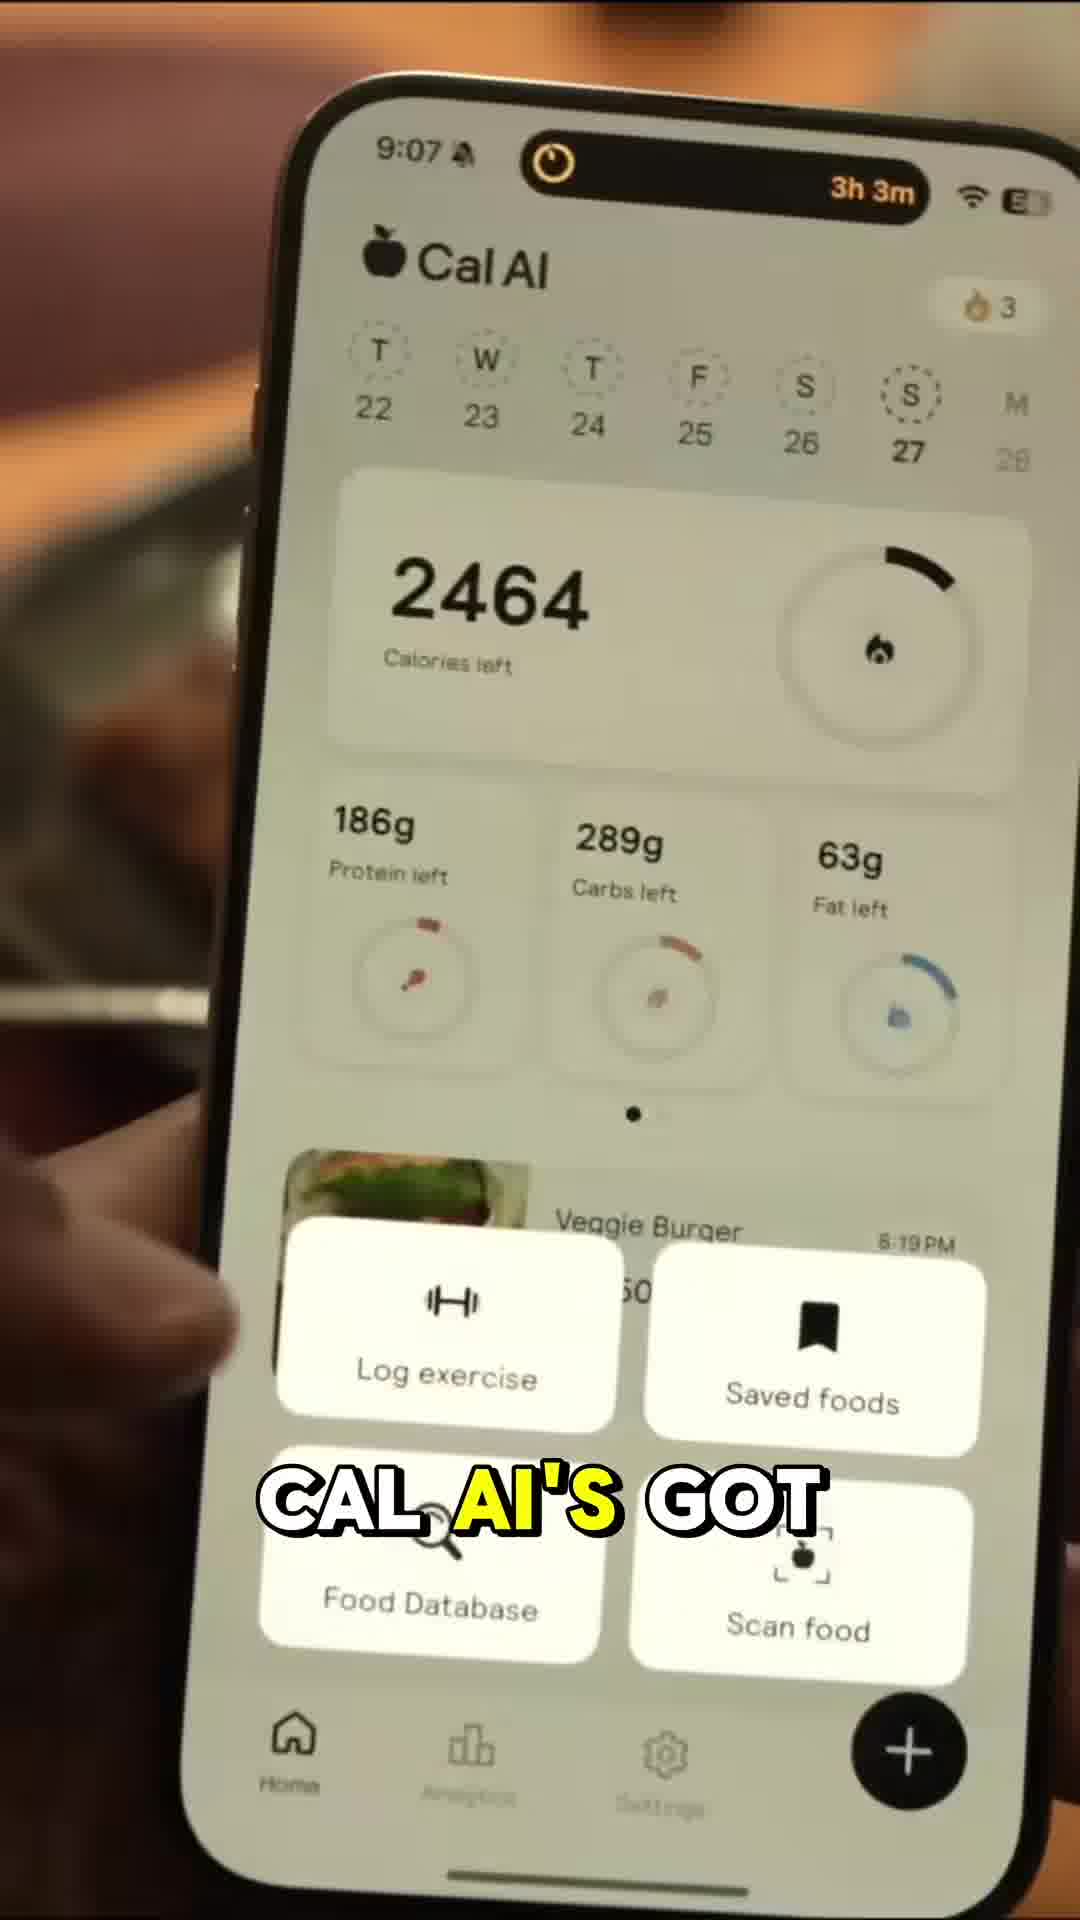 9:07
3h 3m
Cal AI
3
T W T F S S M
22 23 24 25 26 27 28
2464
Calories left
186g
Protein left
289g
Carbs left
63g
Fat left
Veggie Burger
8:19 PM
50
Log exercise
Saved foods
CAL AI'S GOT
Food Database
Scan food
Home
Analytics
Settings